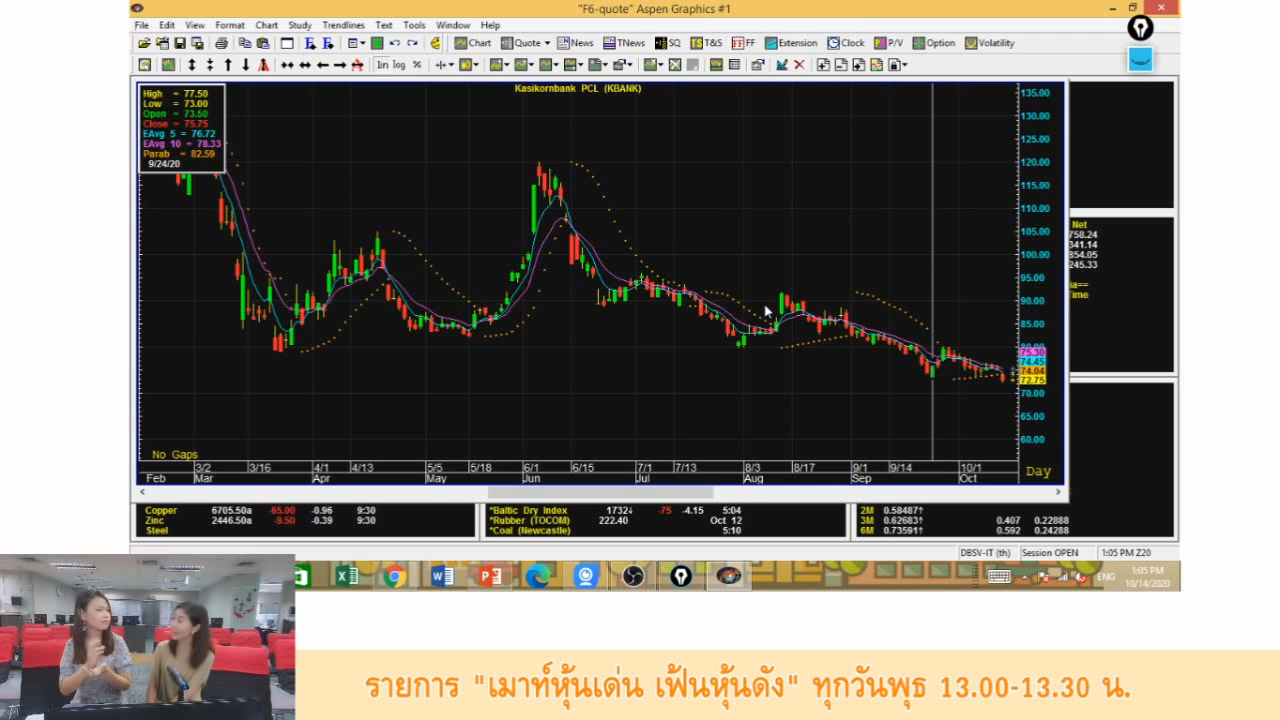 "F6-quote" Aspen Graphics #1
File Edit View Format Chart Study Trendlines Text Tools Window Help
Chart Quote News TNews SQ T&S FF Extension Clock P/V Option Volatility
lin log %
Kasikornbank PCL (KBANK)
High = 77.50
Low = 73.00
Open = 73.50
Close = 75.75
EAvg 5 = 76.72
EAvg 10 = 78.33
Parab = 82.59
9/24/20
135.00
130.00
125.00
120.00
115.00
110.00
105.00
100.00
95.00
90.00
85.00
80.00
75.30
74.45
74.04
72.75
70.00
65.00
60.00
Net
758.24
341.14
354.05
245.33
Time
No Gaps
3/2 3/16 4/1 4/13 5/5 5/18 6/1 6/15 7/1 7/13 8/3 8/17 9/1 9/14 10/1
Feb Mar Apr May Jun Jul Aug Sep Oct
Day
Copper 6705.50a -65.00 -0.96 9:30
Zinc 2446.50a -9.50 -0.39 9:30
Steel
*Baltic Dry Index 1732↓ -75 -4.15 5:04
*Rubber (TOCOM) 222.40 Oct 12
*Coal (Newcastle) 5:10
2M 0.58487↑
3M 0.62683↑ 0.407 0.22888
6M 0.73591↑ 0.592 0.24288
DBSV-IT (th) Session OPEN 1:05 PM Z20
ENG
1:05 PM
10/14/2020
รายการ "เมาท์หุ้นเด่น เฟ้นหุ้นดัง" ทุกวันพุธ 13.00-13.30 น.